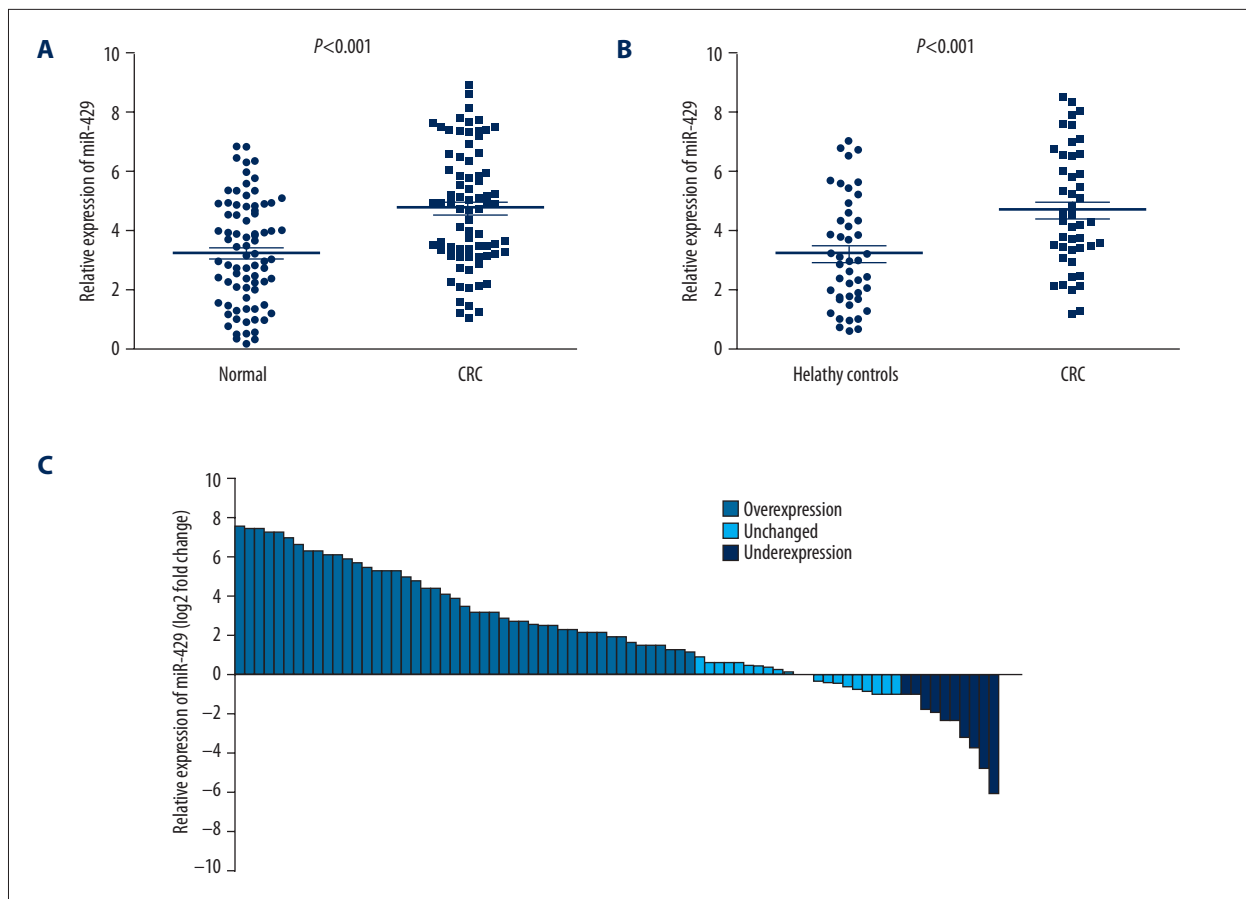 A
P<0.001
Relative expression of miR-429
10
8
6
4
2
0
Normal CRC
B
P<0.001
Relative expression of miR-429
10
8
6
4
2
0
Helathy controls CRC
C
Relative expression of miR-429 (log2 fold change)
10
8
6
4
2
0
−2
−4
−6
−8
−10
Overexpression
Unchanged
Underexpression